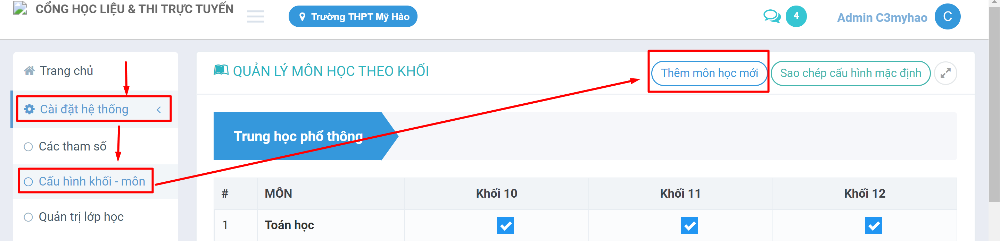 CỔNG HỌC LIỆU & THI TRỰC TUYẾN
Trường THPT Mỹ Hào
4
Admin C3myhao
C
Trang chủ
Cài đặt hệ thống
Các tham số
Cấu hình khối - môn
Quản trị lớp học
QUẢN LÝ MÔN HỌC THEO KHỐI
Thêm môn học mới
Sao chép cấu hình mặc định
Trung học phổ thông
# MÔN Khối 10 Khối 11 Khối 12
1 Toán học